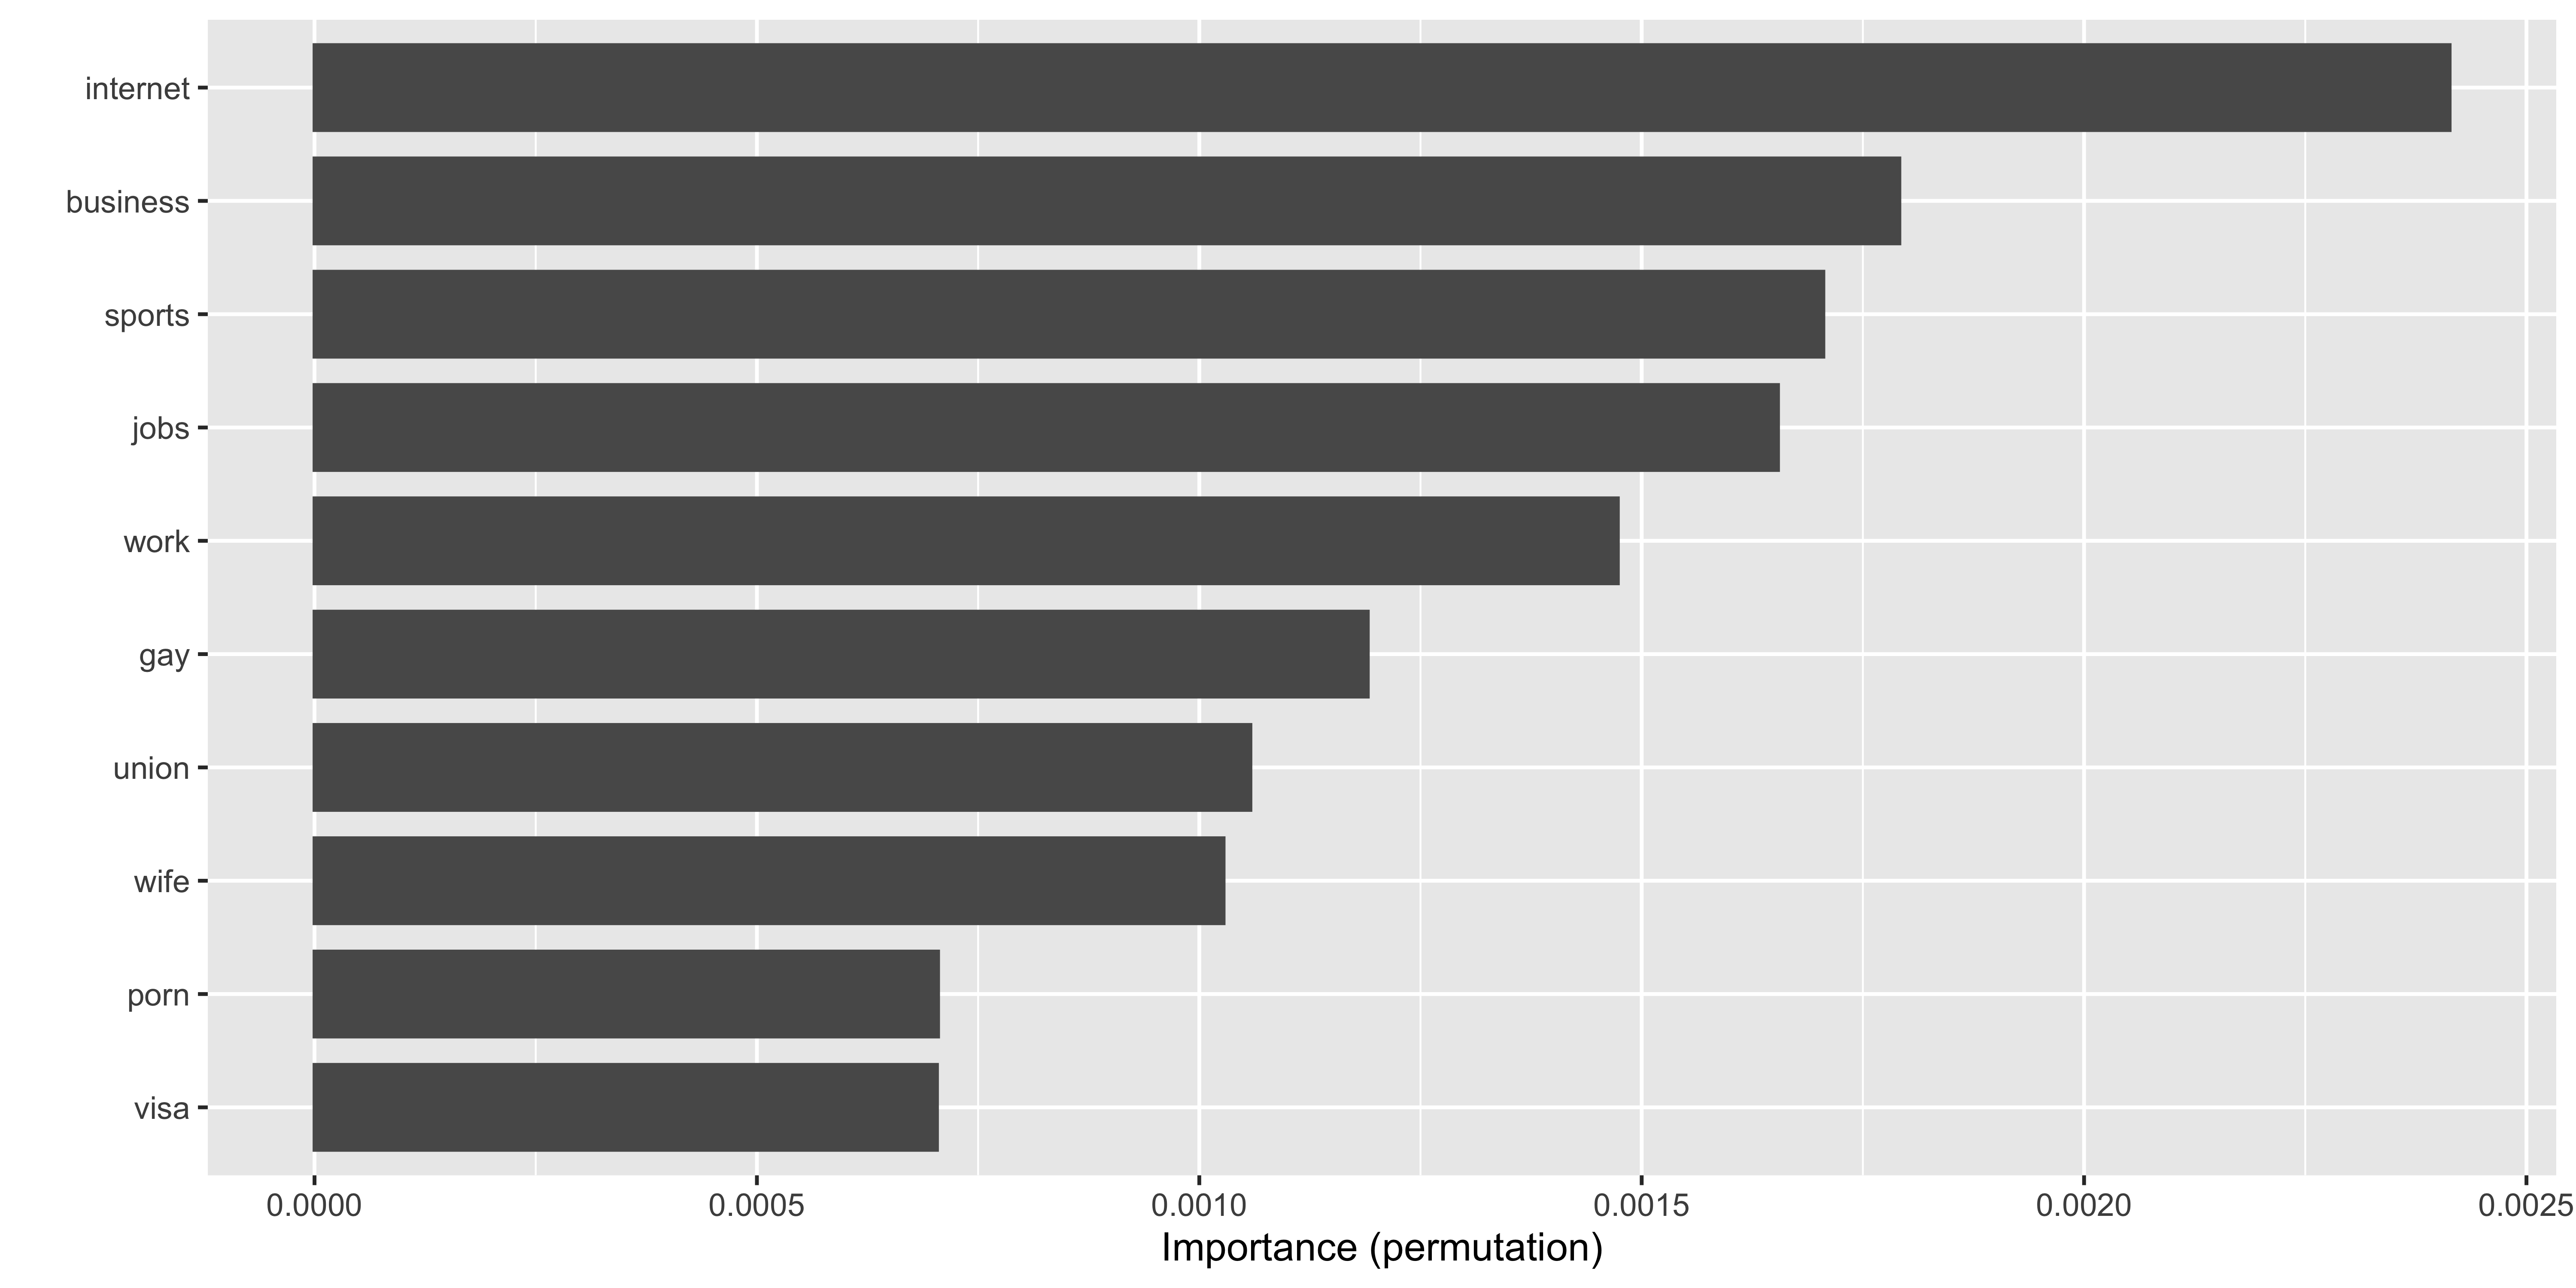 internet
business
sports
jobs
work
gay
union
wife
porn
visa
0.0000 0.0005 0.0010 0.0015 0.0020 0.0025
Importance (permutation)